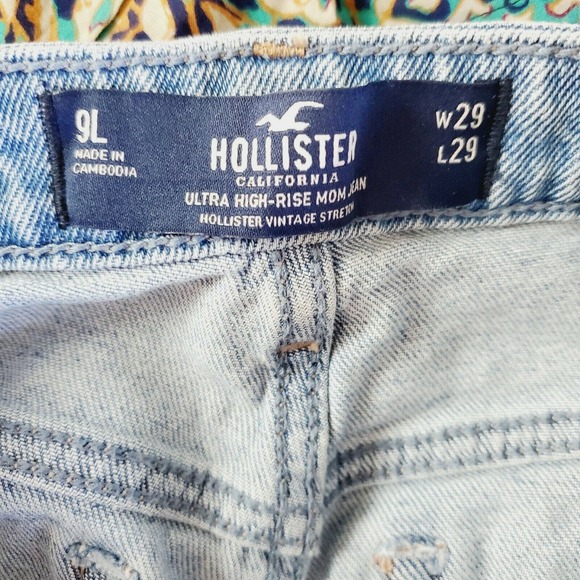 9L
MADE IN
CAMBODIA
HOLLISTER
CALIFORNIA
ULTRA HIGH-RISE MOM JEAN
HOLLISTER VINTAGE STRETCH
W29
L29